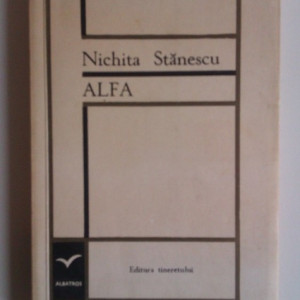 Nichita Stănescu
ALFA
Editura tineretului
ALBATROS